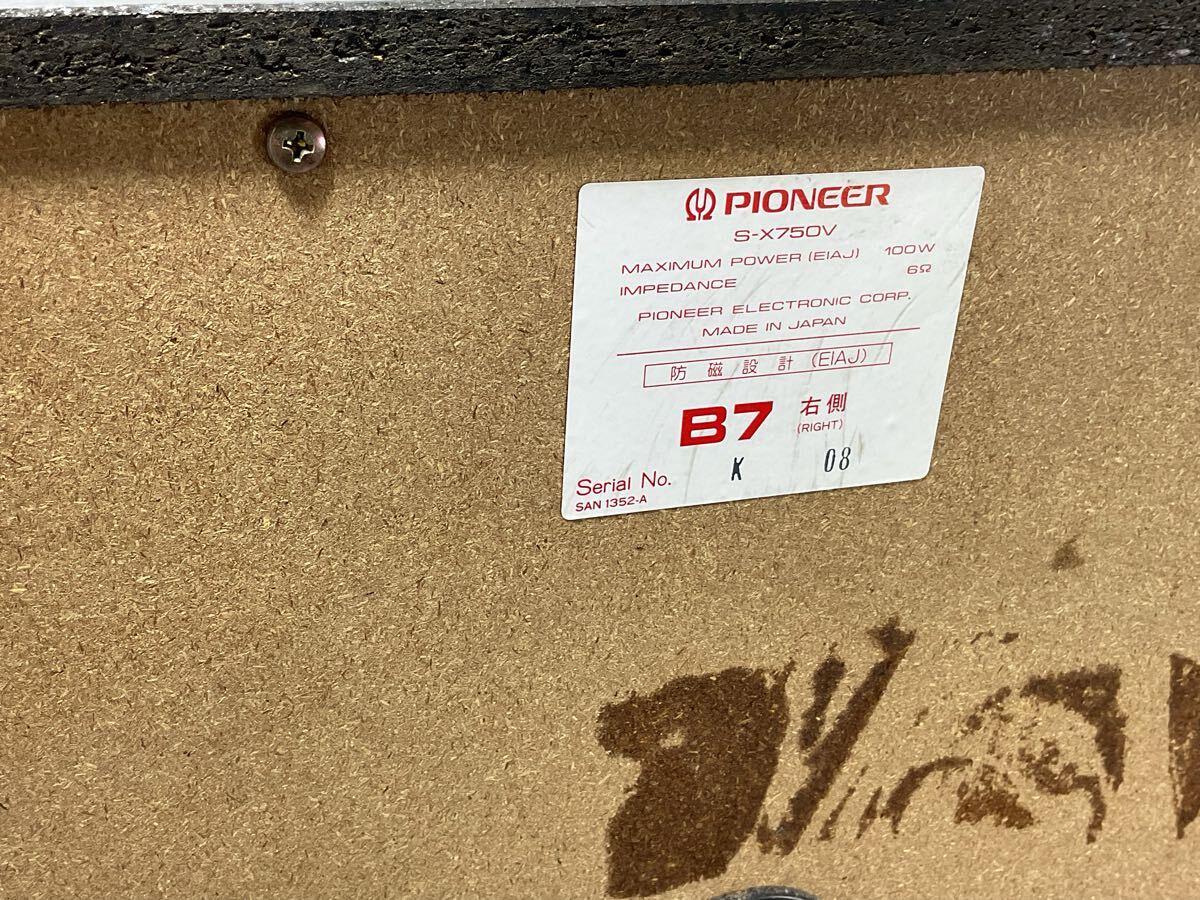 PIONEER
S-X750V
MAXIMUM POWER (EIAJ) 100W
IMPEDANCE 6Ω
PIONEER ELECTRONIC CORP.
MADE IN JAPAN
防磁設計 (EIAJ)
B7 右側
(RIGHT)
K 08
Serial No.
SAN 1352-A